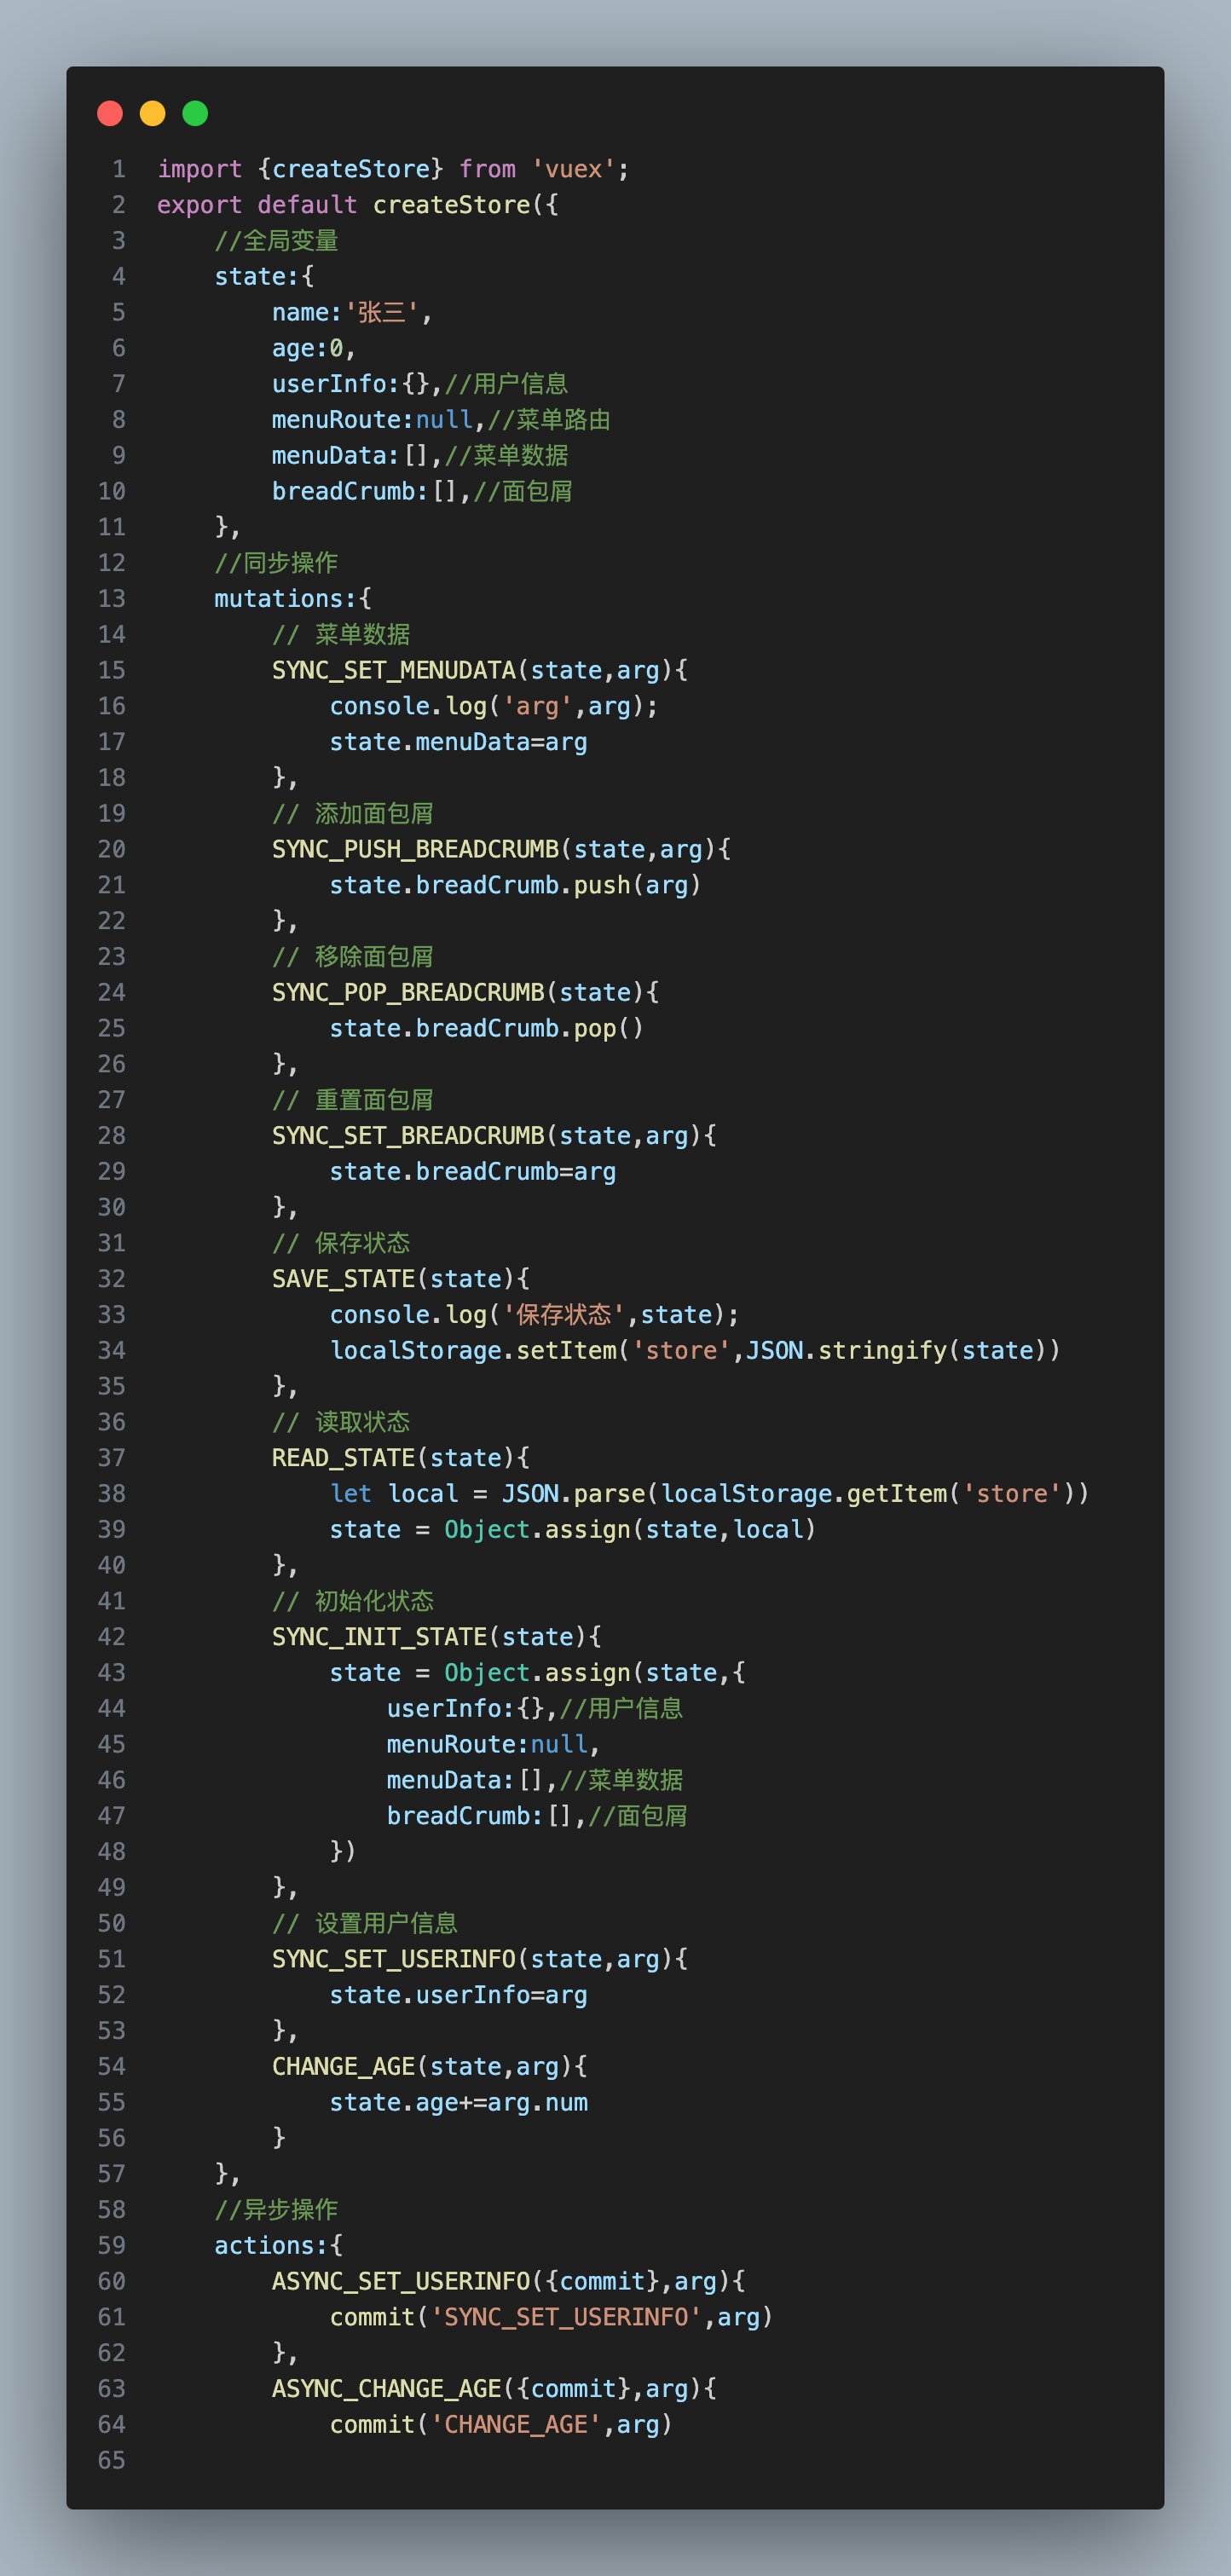 1 import {createStore} from 'vuex';
2 export default createStore({
3     //全局变量
4     state:{
5         name:'张三',
6         age:0,
7         userInfo:{},//用户信息
8         menuRoute:null,//菜单路由
9         menuData:[],//菜单数据
10         breadCrumb:[],//面包屑
11     },
12     //同步操作
13     mutations:{
14         // 菜单数据
15         SYNC_SET_MENUDATA(state,arg){
16             console.log('arg',arg);
17             state.menuData=arg
18         },
19         // 添加面包屑
20         SYNC_PUSH_BREADCRUMB(state,arg){
21             state.breadCrumb.push(arg)
22         },
23         // 移除面包屑
24         SYNC_POP_BREADCRUMB(state){
25             state.breadCrumb.pop()
26         },
27         // 重置面包屑
28         SYNC_SET_BREADCRUMB(state,arg){
29             state.breadCrumb=arg
30         },
31         // 保存状态
32         SAVE_STATE(state){
33             console.log('保存状态',state);
34             localStorage.setItem('store',JSON.stringify(state))
35         },
36         // 读取状态
37         READ_STATE(state){
38             let local = JSON.parse(localStorage.getItem('store'))
39             state = Object.assign(state,local)
40         },
41         // 初始化状态
42         SYNC_INIT_STATE(state){
43             state = Object.assign(state,{
44                 userInfo:{},//用户信息
45                 menuRoute:null,
46                 menuData:[],//菜单数据
47                 breadCrumb:[],//面包屑
48             })
49         },
50         // 设置用户信息
51         SYNC_SET_USERINFO(state,arg){
52             state.userInfo=arg
53         },
54         CHANGE_AGE(state,arg){
55             state.age+=arg.num
56         }
57     },
58     //异步操作
59     actions:{
60         ASYNC_SET_USERINFO({commit},arg){
61             commit('SYNC_SET_USERINFO',arg)
62         },
63         ASYNC_CHANGE_AGE({commit},arg){
64             commit('CHANGE_AGE',arg)
65